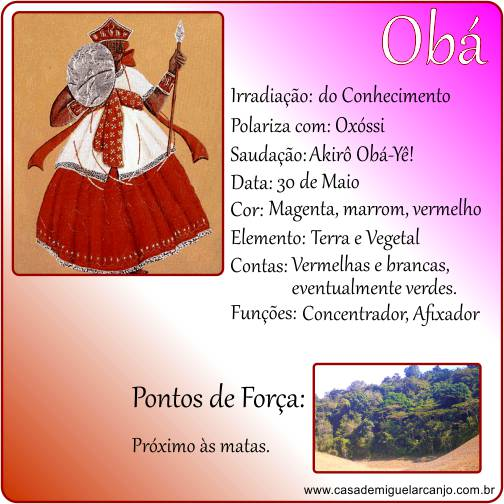 Obá
Irradiação: do Conhecimento
Polariza com: Oxóssi
Saudação: Akirô Obá-Yê!
Data: 30 de Maio
Cor: Magenta, marrom, vermelho
Elemento: Terra e Vegetal
Contas: Vermelhas e brancas,
eventualmente verdes.
Funções: Concentrador, Afixador
Pontos de Força:
Próximo às matas.
www.casademiguelarcanjo.com.br